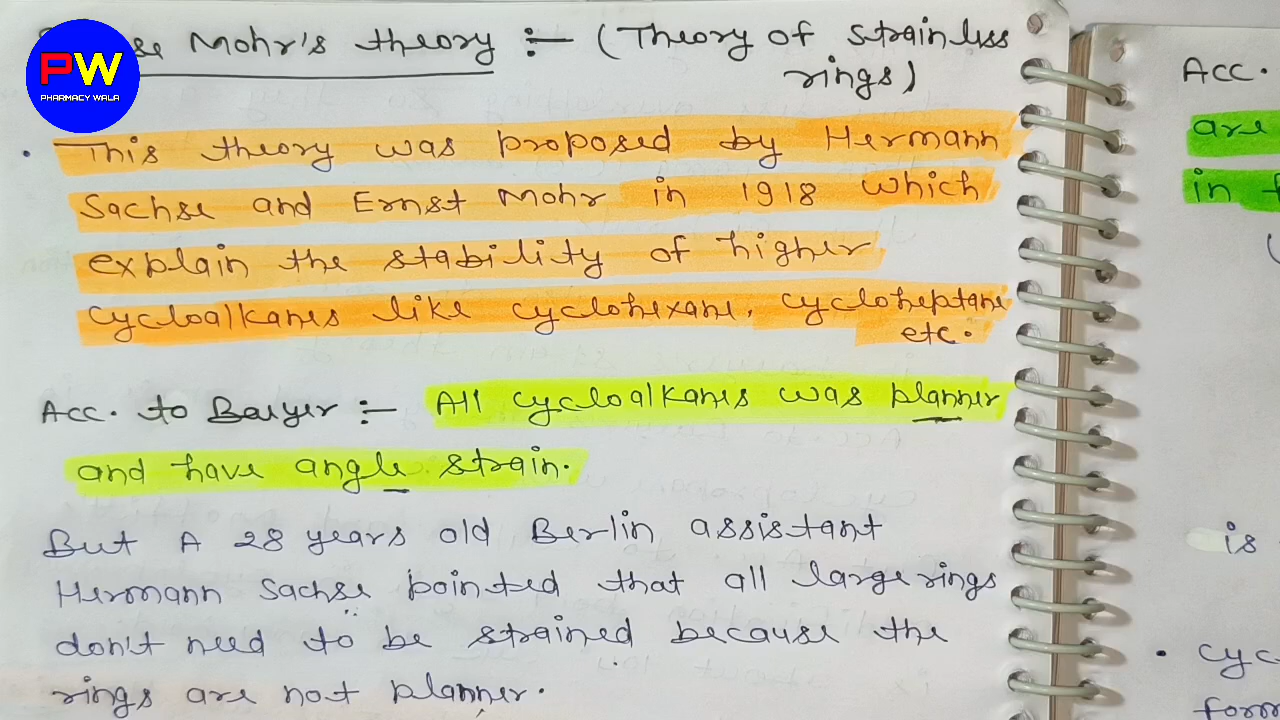 PW
PHARMACY WALA
Mohr's theory :- (Theory of strainless
rings)
• This theory was proposed by Hermann
Sachse and Ernst Mohr in 1918 which
explain the stability of higher
cycloalkanes like cyclohexane, cycloheptane
etc.
Acc. to Baeyer :- All cycloalkanes was planner
and have angle strain.
But A 28 years old Berlin assistant
Hermann Sachse pointed that all large rings
don't need to be strained because the
rings are not planner.
Acc.
are
in
is
• cyc
form